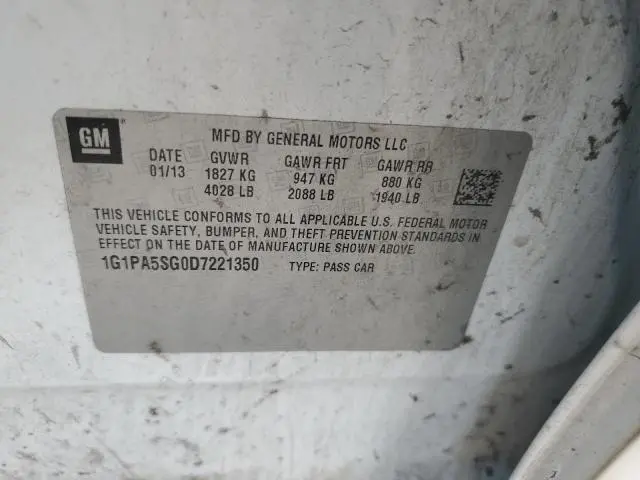 GM
MFD BY GENERAL MOTORS LLC
DATE GVWR GAWR FRT GAWR RR
01/13 1827 KG 947 KG 880 KG
4028 LB 2088 LB 1940 LB
THIS VEHICLE CONFORMS TO ALL APPLICABLE U.S. FEDERAL MOTOR
VEHICLE SAFETY, BUMPER, AND THEFT PREVENTION STANDARDS IN
EFFECT ON THE DATE OF MANUFACTURE SHOWN ABOVE.
1G1PA5SG0D7221350 TYPE: PASS CAR